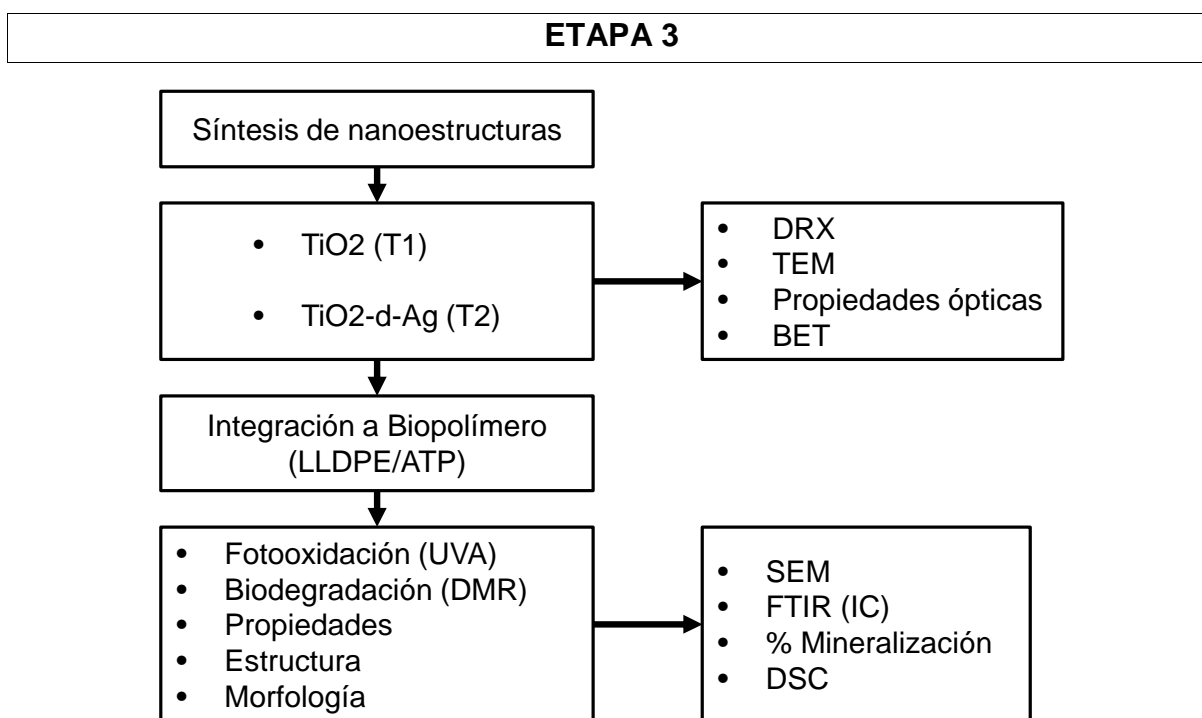 ETAPA 3
Síntesis de nanoestructuras
• TiO2 (T1)
• TiO2-d-Ag (T2)
• DRX
• TEM
• Propiedades ópticas
• BET
Integración a Biopolímero
(LLDPE/ATP)
• Fotooxidación (UVA)
• Biodegradación (DMR)
• Propiedades
• Estructura
• Morfología
• SEM
• FTIR (IC)
• % Mineralización
• DSC